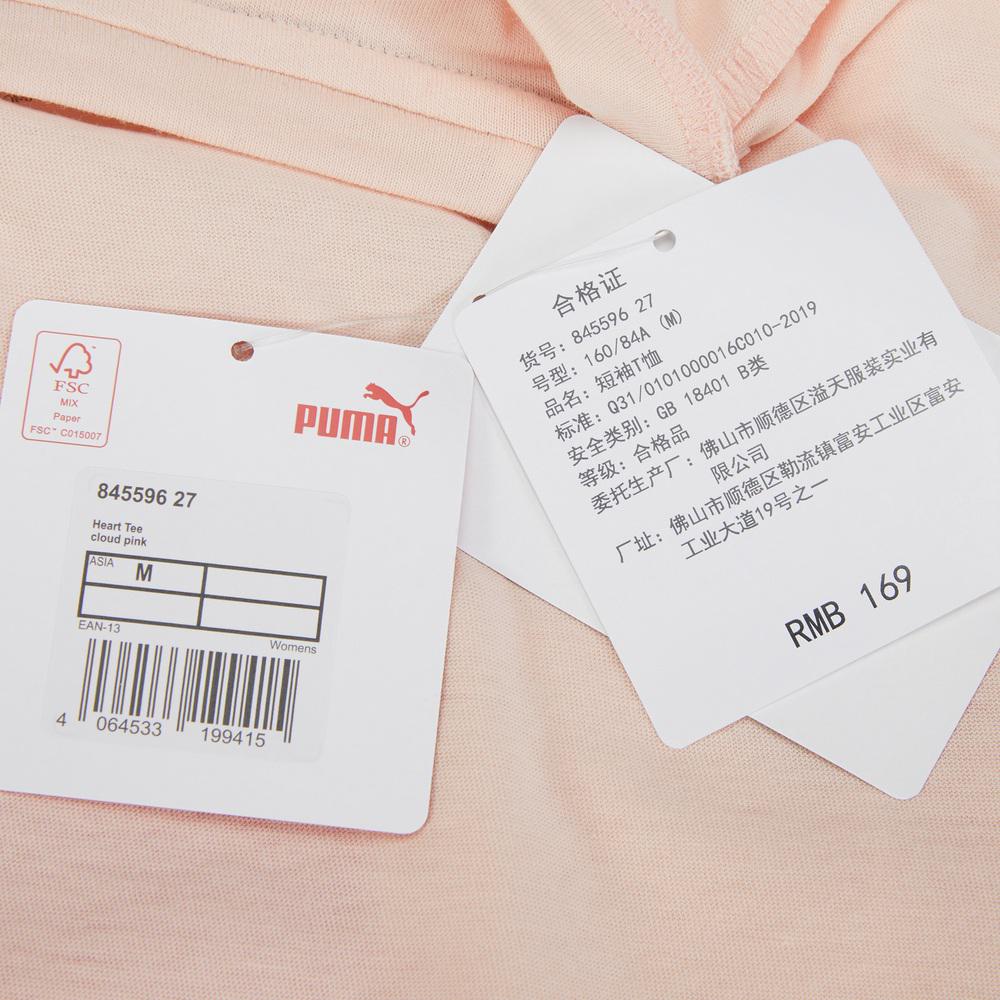 FSC
MIX
Paper
FSC™ C015007
PUMA®
845596 27
Heart Tee
cloud pink
ASIA M
EAN-13
Womens
4 064533 199415
合格证
货号: 845596 27
号型: 160/84A (M)
品名: 短袖T恤
标准: Q31/0101000016C010-2019
安全类别: GB 18401 B类
等级: 合格品
委托生产厂: 佛山市顺德区溢天服装实业有
限公司
厂址: 佛山市顺德区勒流镇富安工业区富安
工业大道19号之一
RMB 169